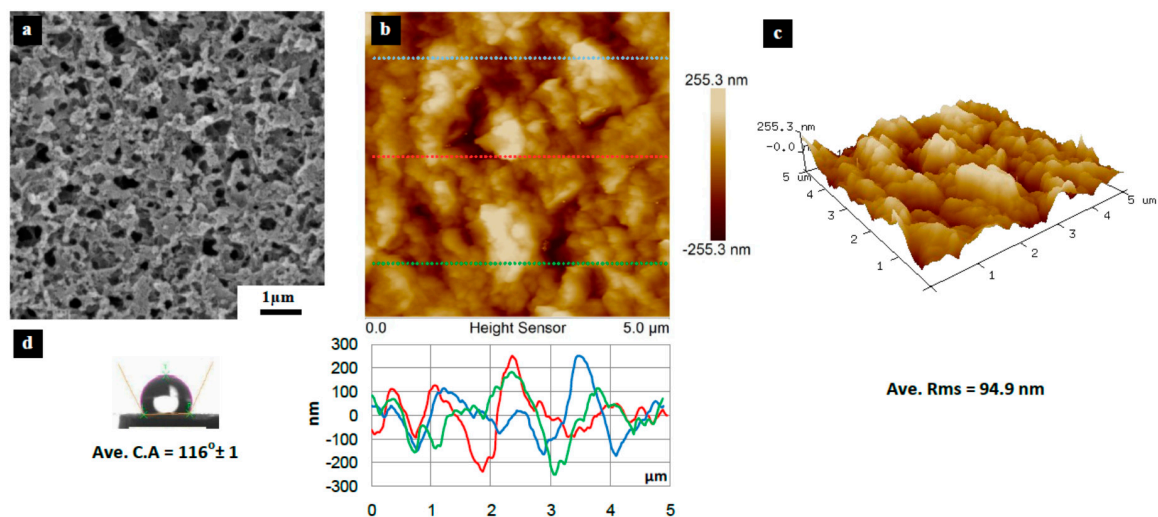 a
1µm
b
255.3 nm
-255.3 nm
0.0 Height Sensor 5.0 µm
c
255.3 nm
-0.0 n
5 um
4
3
2
1
1
2
3
4
5 um
Ave. Rms = 94.9 nm
d
Ave. C.A = 116°± 1
300
200
100
0
-100
-200
-300
nm
µm
0 1 2 3 4 5